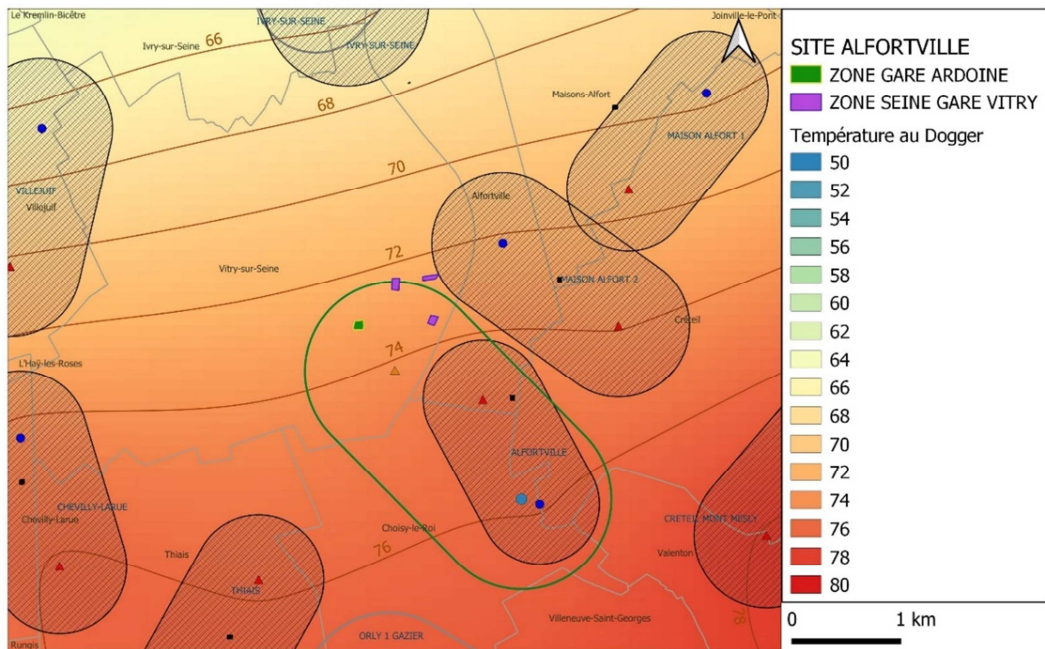 Le Kremlin-Bicêtre
IVRY-SUR-SEINE
Joinville-le-Pont
66
Ivry-sur-Seine
IVRY-SUR-SEINE
68
Maisons-Alfort
MAISON ALFORT 1
70
VILLEJUIF
Villejuif
Alfortville
72
Vitry-sur-Seine
MAISON ALFORT 2
Créteil
74
L'Haÿ-les-Roses
ALFORTVILLE
CHEVILLY-LARUE
Chevilly-Larue
CRETEIL MONT MESLY
Choisy-le-Roi
76
Thiais
Valenton
THIAIS
78
Villeneuve-Saint-Georges
ORLY 1 GAZIER
Rungis
SITE ALFORTVILLE
ZONE GARE ARDOINE
ZONE SEINE GARE VITRY
Température au Dogger
50
52
54
56
58
60
62
64
66
68
70
72
74
76
78
80
0 1 km